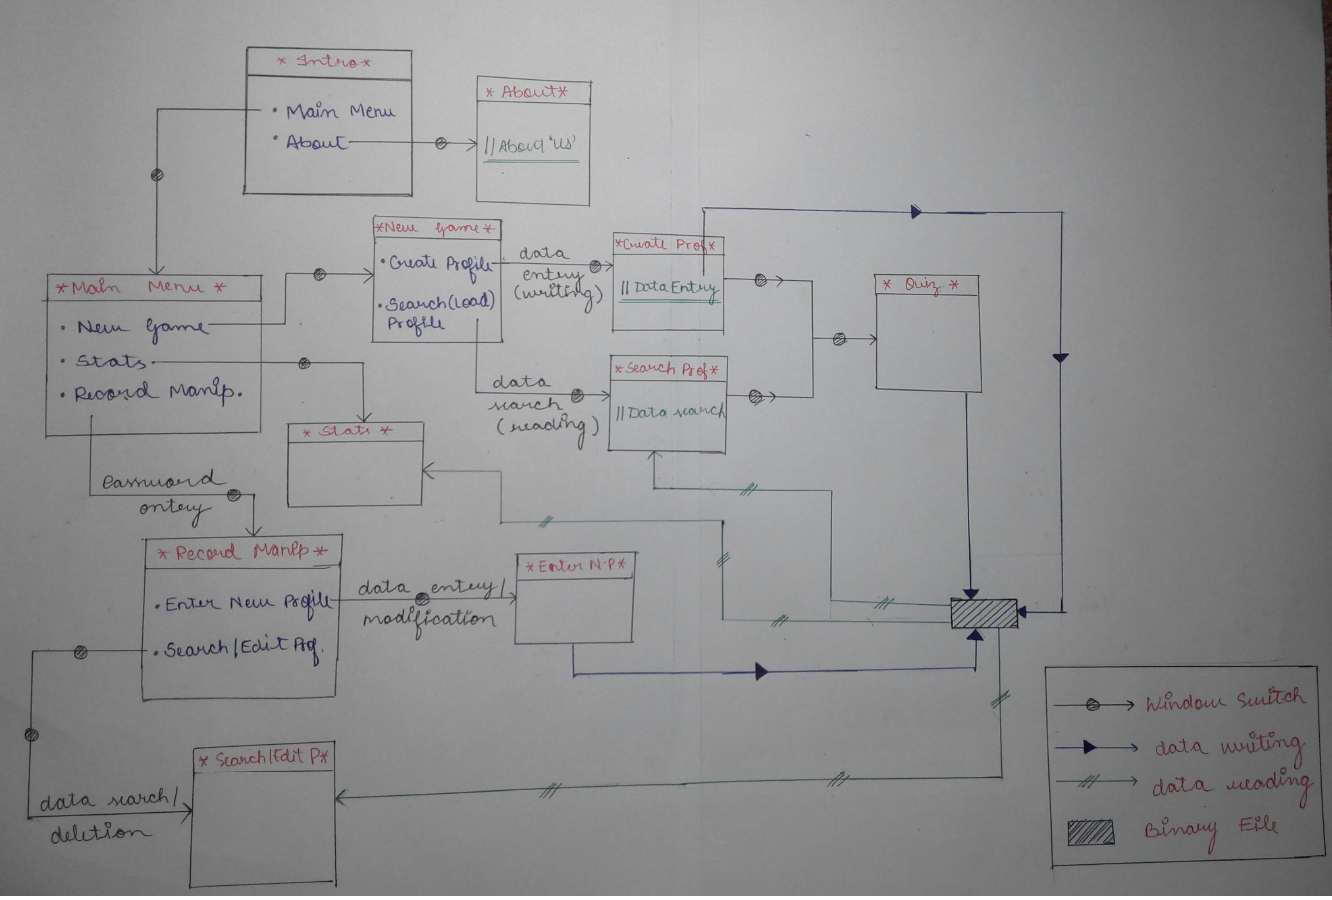 * Intro *
• Main Menu
• About
* About *
// About 'Us'
* New Game *
• Create Profile
• Search (Load)
Profile
data
entry
(writing)
* Create Prof *
// Data Entry
* Quiz. *
* Main Menu *
• New Game
• Stats.
• Record Manip.
data
search
(reading)
* Search Prof *
// Data search
* Stats *
password
entry
* Record Manip *
• Enter New Profile
• Search/Edit Prof.
data entry/
modification
* Enter N.P *
* Search/Edit P *
data search/
deletion
Window Switch
data writing
data reading
Binary File